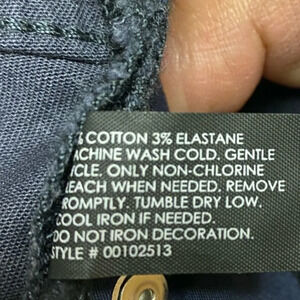 % COTTON 3% ELASTANE
MACHINE WASH COLD. GENTLE
CYCLE. ONLY NON-CHLORINE
BLEACH WHEN NEEDED. REMOVE
PROMPTLY. TUMBLE DRY LOW.
COOL IRON IF NEEDED.
DO NOT IRON DECORATION.
STYLE # 00102513